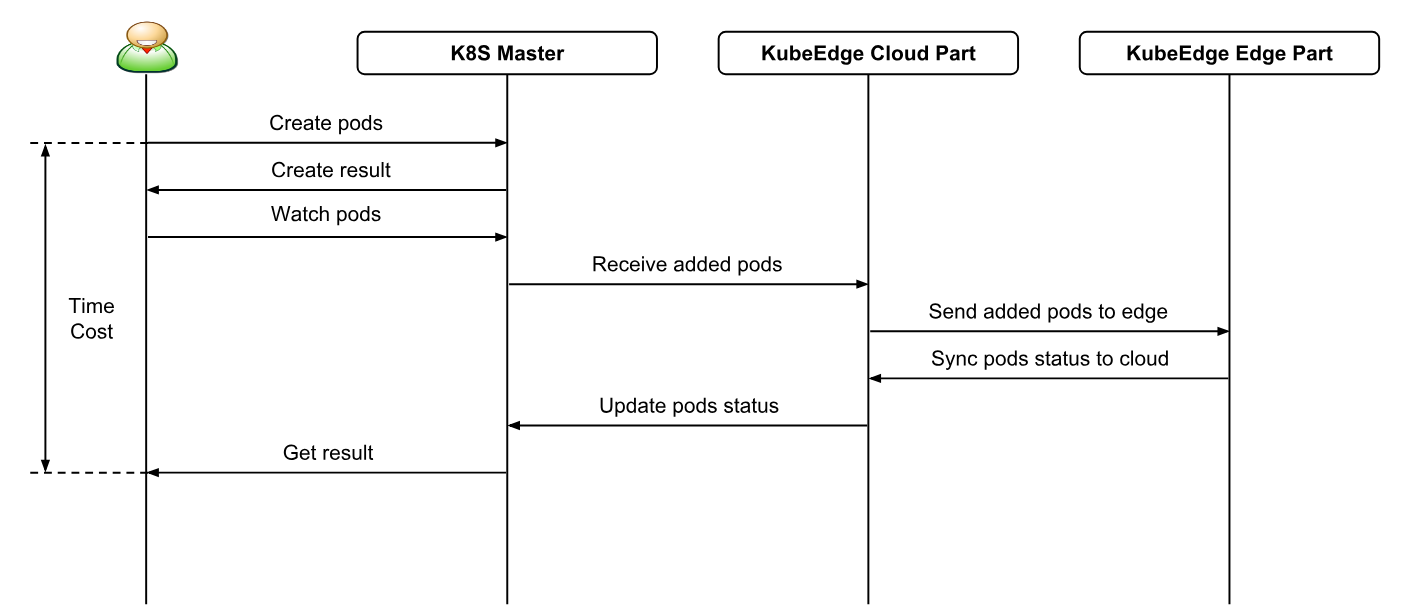 K8S Master
KubeEdge Cloud Part
KubeEdge Edge Part
Create pods
Create result
Watch pods
Receive added pods
Time
Cost
Send added pods to edge
Sync pods status to cloud
Update pods status
Get result